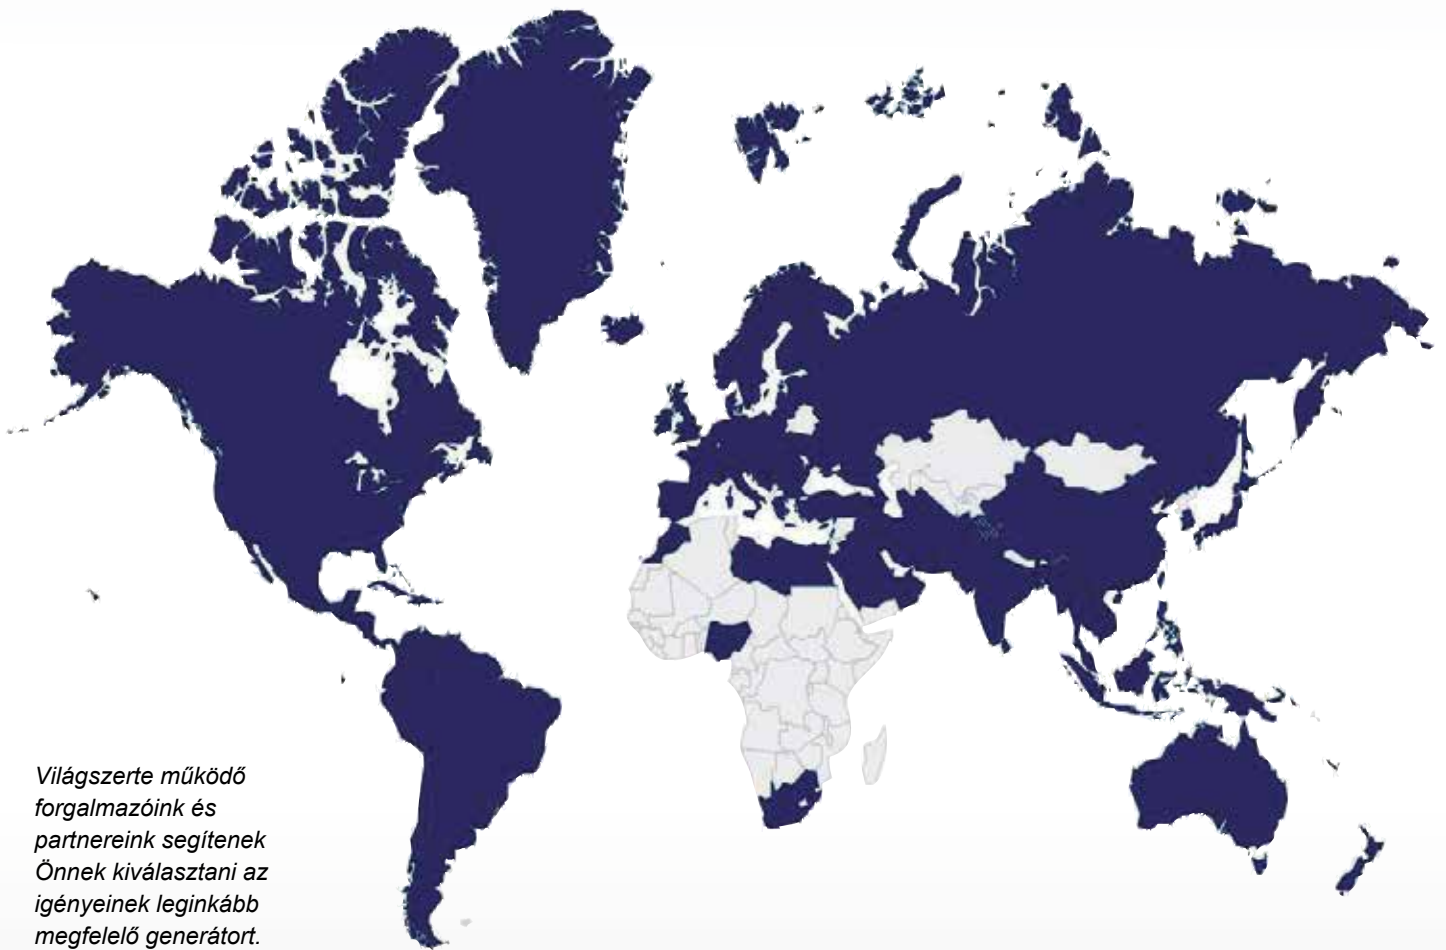 Világszerte működő
forgalmazóink és
partnereink segítenek
Önnek kiválasztani az
igényeinek leginkább
megfelelő generátort.